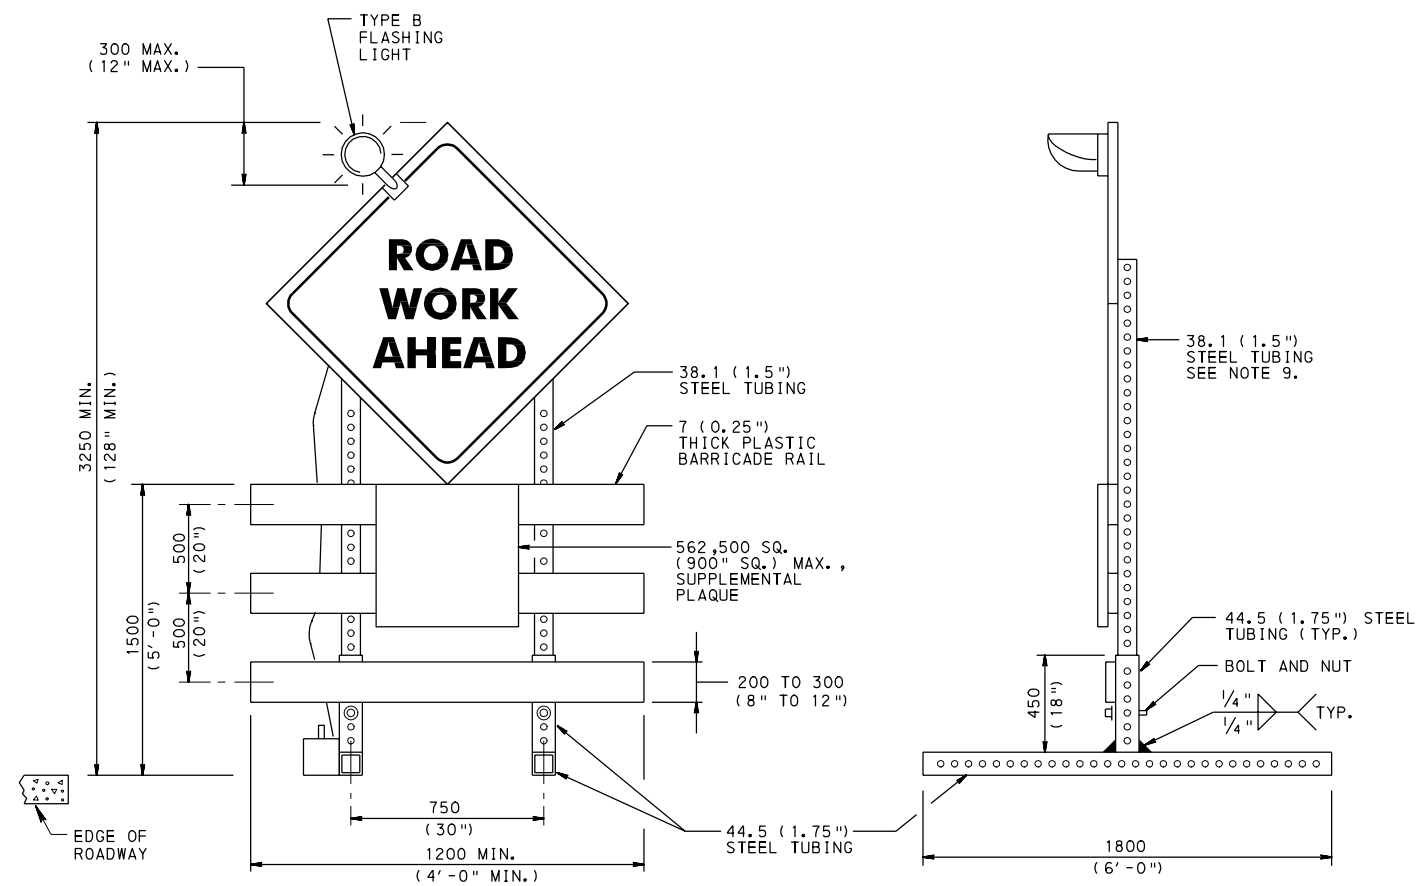 TYPE B
FLASHING
LIGHT
300 MAX.
(12" MAX.)
ROAD
WORK
AHEAD
3250 MIN.
(128" MIN.)
38.1 (1.5")
STEEL TUBING
7 (0.25")
THICK PLASTIC
BARRICADE RAIL
562,500 SQ.
(900" SQ.) MAX.,
SUPPLEMENTAL
PLAQUE
500
(20")
500
(20")
1500
(5'-0")
200 TO 300
(8" TO 12")
EDGE OF
ROADWAY
750
(30")
1200 MIN.
(4'-0" MIN.)
44.5 (1.75")
STEEL TUBING
38.1 (1.5")
STEEL TUBING
SEE NOTE 9.
44.5 (1.75") STEEL
TUBING (TYP.)
BOLT AND NUT
450
(18")
1/4"
1/4"
TYP.
1800
(6'-0")